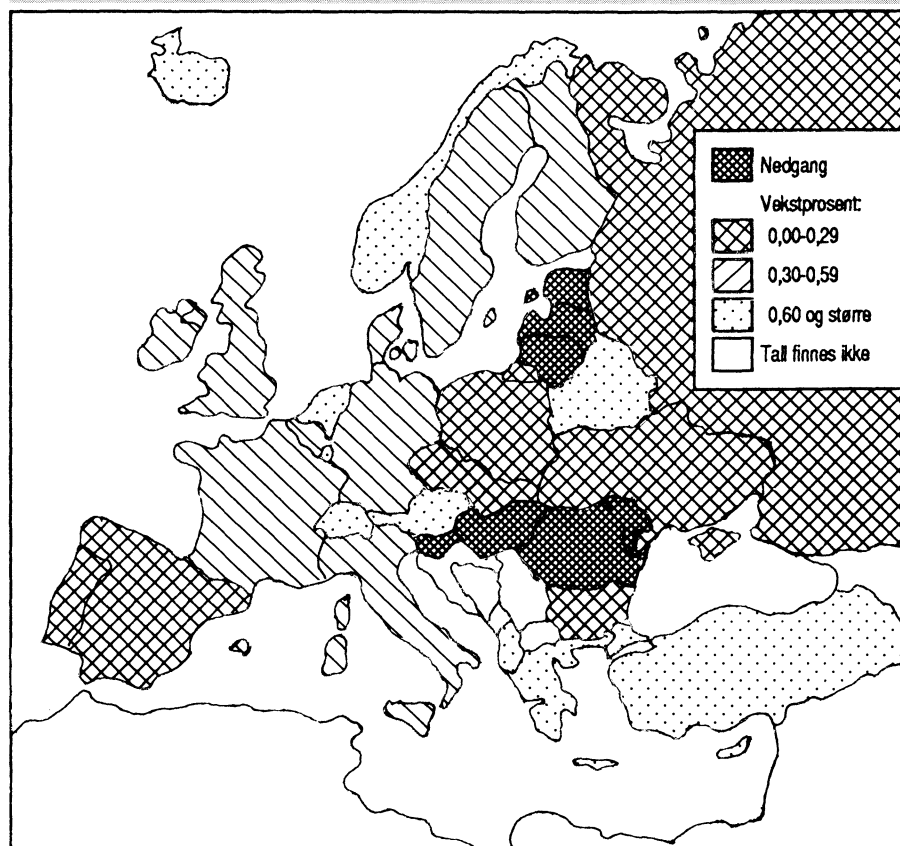 Nedgang
Vekstprosent:
0,00-0,29
0,30-0,59
0,60 og større
Tall finnes ikke